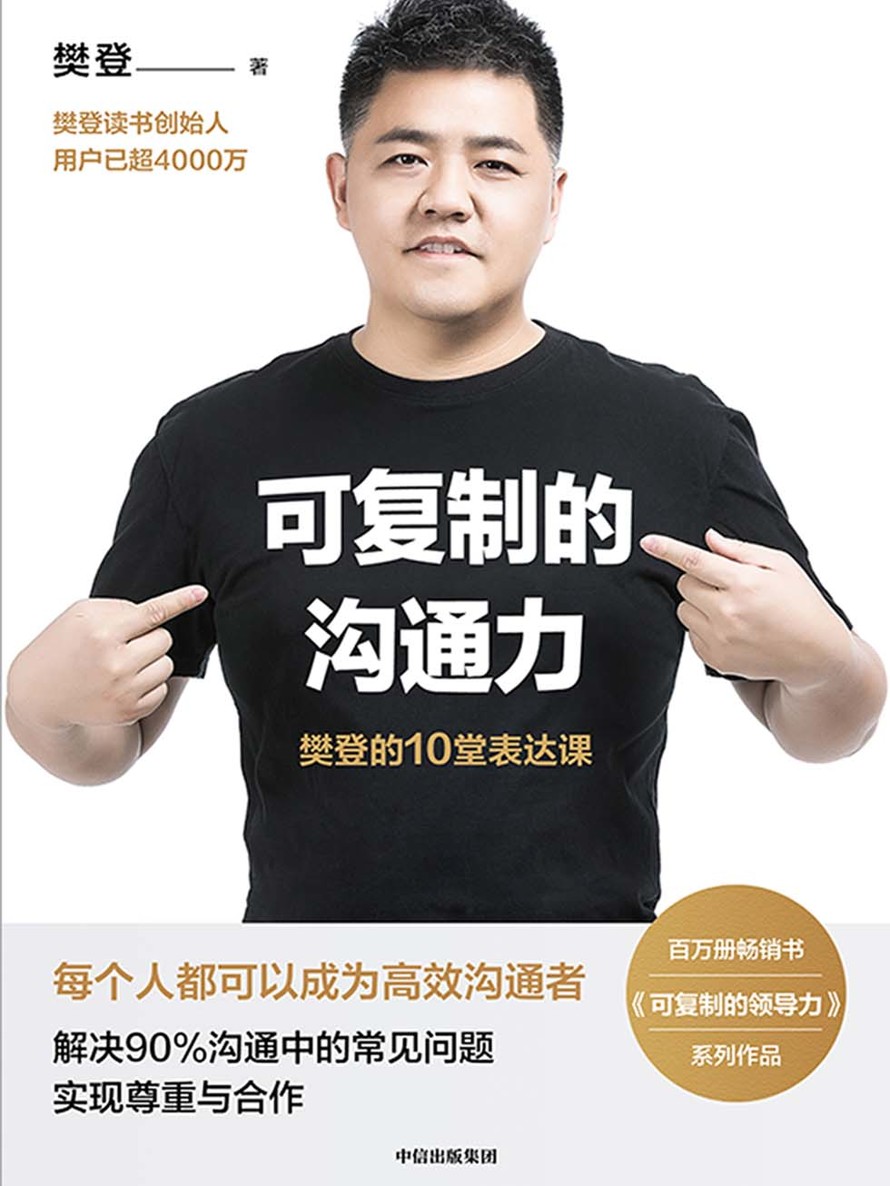 樊登 著
樊登读书创始人
用户已超4000万
可复制的
沟通力
樊登的10堂表达课
每个人都可以成为高效沟通者
解决90%沟通中的常见问题
实现尊重与合作
百万册畅销书
《可复制的领导力》
系列作品
中信出版集团